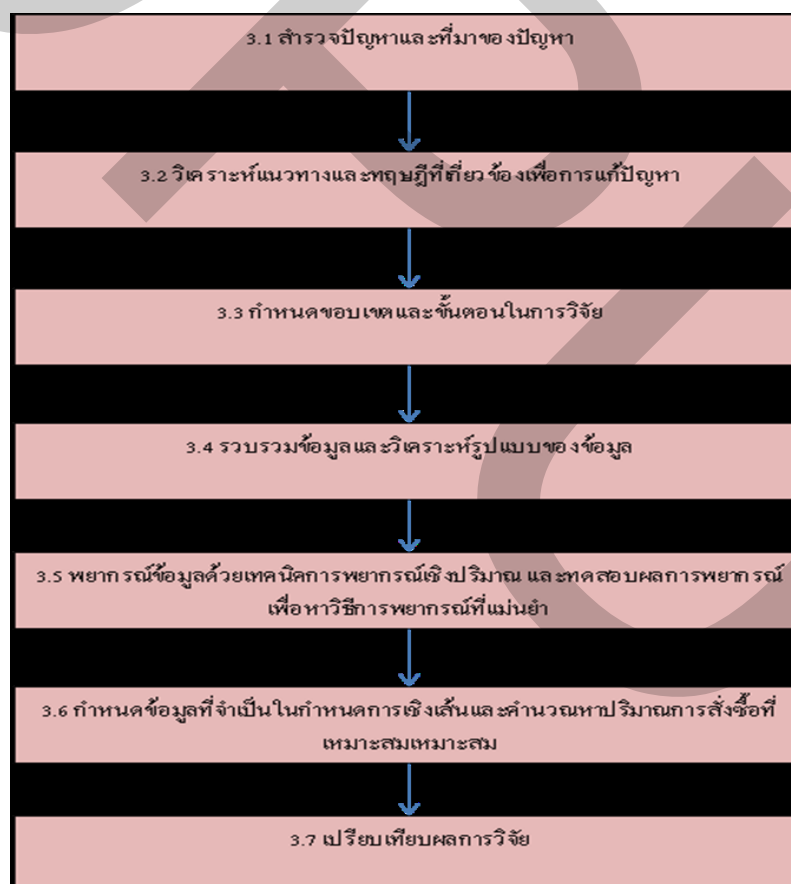 3.1 สำรวจปัญหาและที่มาของปัญหา
3.2 วิเคราะห์แนวทางและทฤษฎีที่เกี่ยวข้องเพื่อการแก้ปัญหา
3.3 กำหนดขอบเขตและขั้นตอนในการวิจัย
3.4 รวบรวมข้อมูลและวิเคราะห์รูปแบบของข้อมูล
3.5 พยากรณ์ข้อมูลด้วยเทคนิคการพยากรณ์เชิงปริมาณ และทดสอบผลการพยากรณ์
เพื่อหาวิธีการพยากรณ์ที่แม่นยำ
3.6 กำหนดข้อมูลที่จำเป็นในกำหนดการเชิงเส้นและคำนวณหาปริมาณการสั่งซื้อที่
เหมาะสมเหมาะสม
3.7 เปรียบเทียบผลการวิจัย